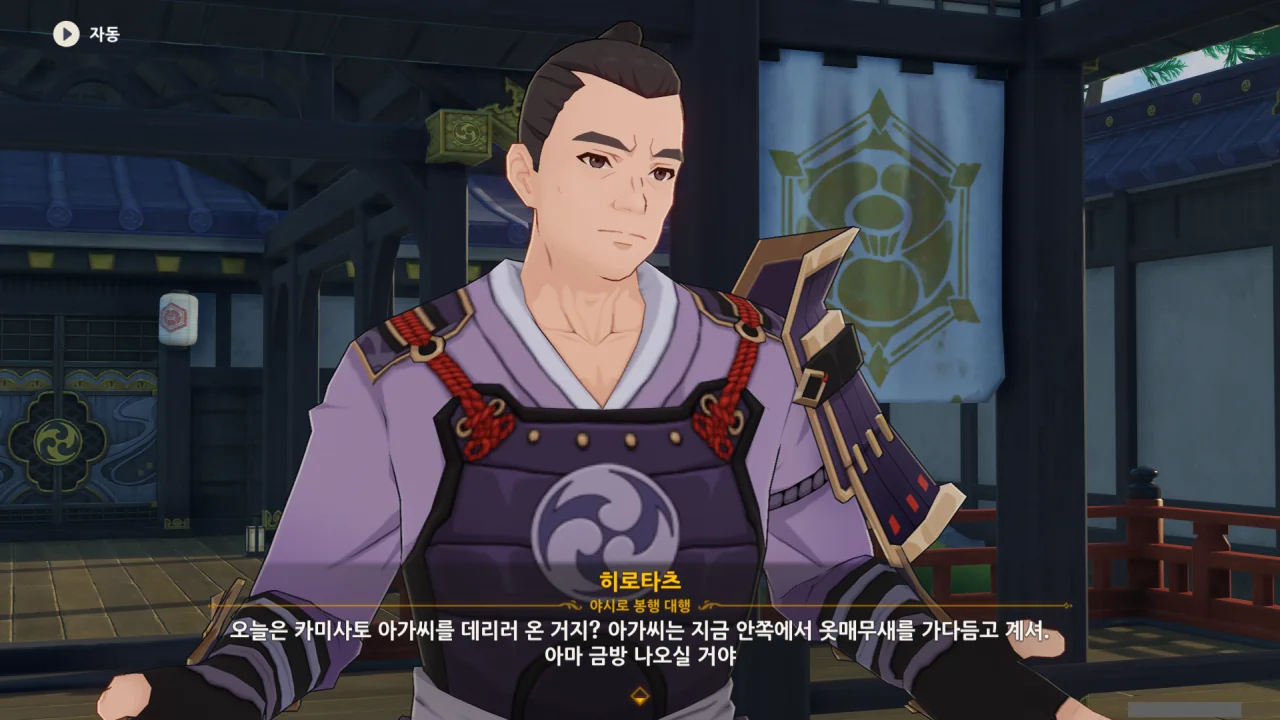 자동
히로타츠
야시로 봉행 대행
오늘은 카미사토 아가씨를 데리러 온 거지? 아가씨는 지금 안쪽에서 옷매무새를 가다듬고 계셔.
아마 금방 나오실 거야